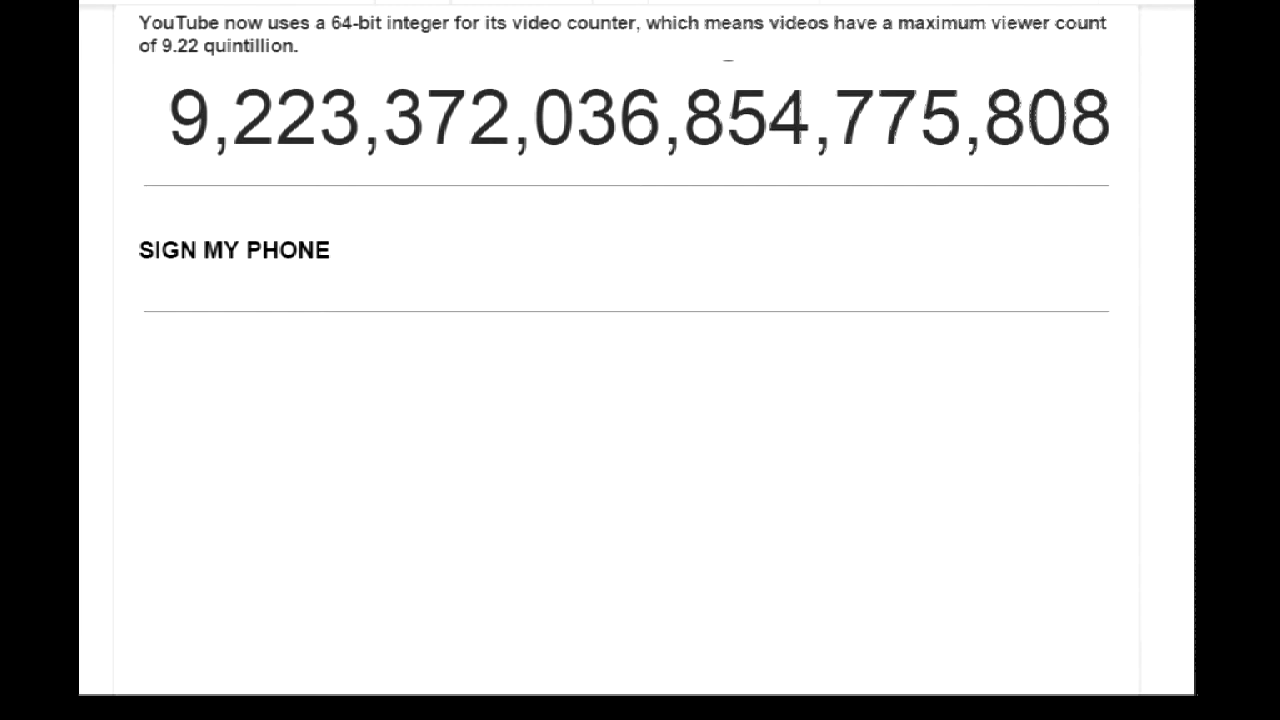 YouTube now uses a 64-bit integer for its video counter, which means videos have a maximum viewer count
of 9.22 quintillion.
9,223,372,036,854,775,808
SIGN MY PHONE